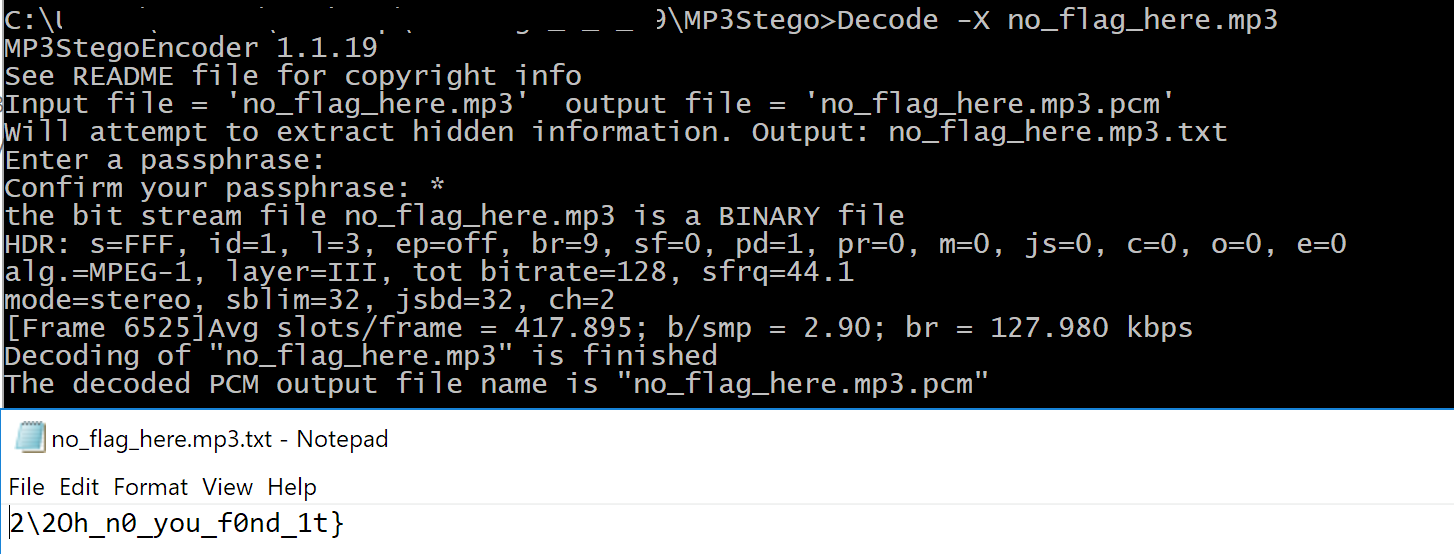 C:\ 9\MP3Stego>Decode -X no_flag_here.mp3
MP3StegoEncoder 1.1.19
See README file for copyright info
Input file = 'no_flag_here.mp3'  output file = 'no_flag_here.mp3.pcm'
Will attempt to extract hidden information. Output: no_flag_here.mp3.txt
Enter a passphrase:
Confirm your passphrase: *
the bit stream file no_flag_here.mp3 is a BINARY file
HDR: s=FFF, id=1, l=3, ep=off, br=9, sf=0, pd=1, pr=0, m=0, js=0, c=0, o=0, e=0
alg.=MPEG-1, layer=III, tot bitrate=128, sfrq=44.1
mode=stereo, sblim=32, jsbd=32, ch=2
[Frame 6525]Avg slots/frame = 417.895; b/smp = 2.90; br = 127.980 kbps
Decoding of "no_flag_here.mp3" is finished
The decoded PCM output file name is "no_flag_here.mp3.pcm"
no_flag_here.mp3.txt - Notepad
File Edit Format View Help
2\2Oh_n0_you_f0nd_1t}